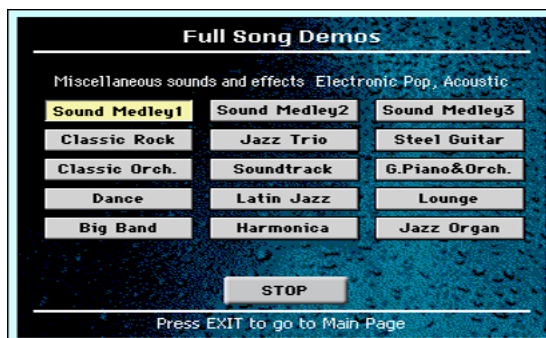 Full Song Demos
Miscellaneous sounds and effects Electronic Pop, Acoustic
Sound Medley1 Sound Medley2 Sound Medley3
Classic Rock Jazz Trio Steel Guitar
Classic Orch. Soundtrack G.Piano&Orch.
Dance Latin Jazz Lounge
Big Band Harmonica Jazz Organ
STOP
Press EXIT to go to Main Page